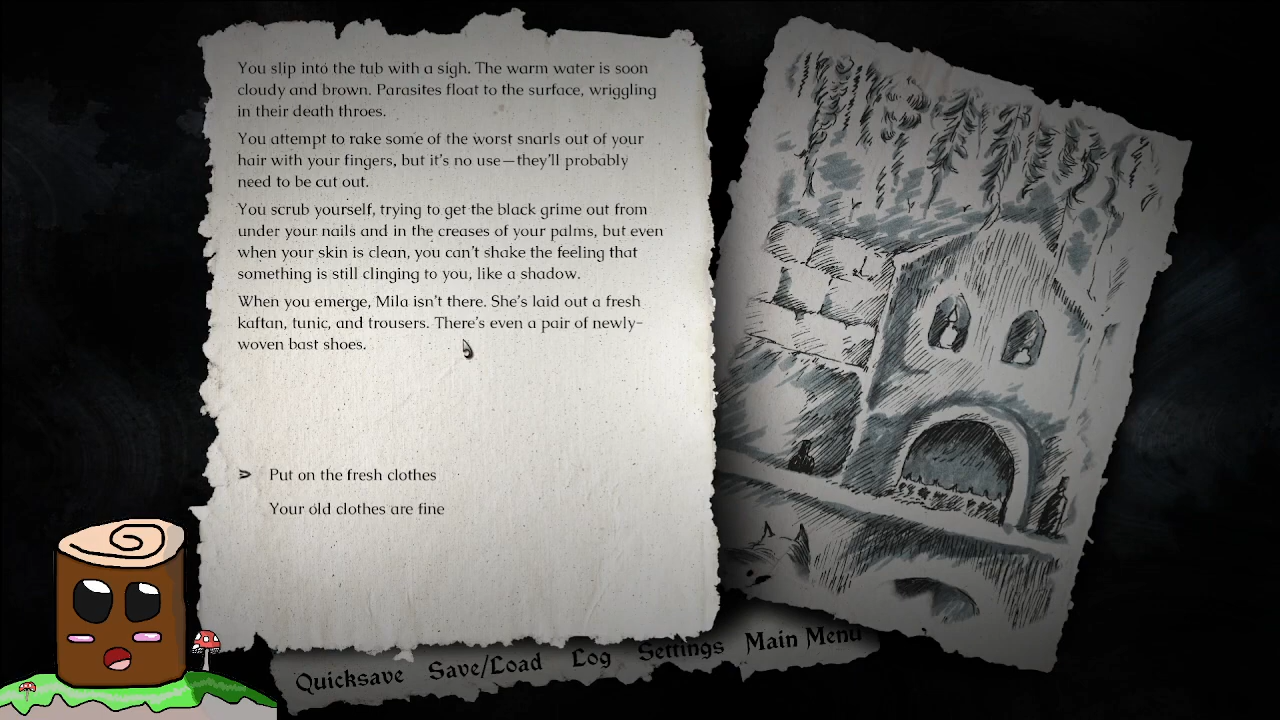 You slip into the tub with a sigh. The warm water is soon
cloudy and brown. Parasites float to the surface, wriggling
in their death throes.
You attempt to rake some of the worst snarls out of your
hair with your fingers, but it's no use—they'll probably
need to be cut out.
You scrub yourself, trying to get the black grime out from
under your nails and in the creases of your palms, but even
when your skin is clean, you can't shake the feeling that
something is still clinging to you, like a shadow.
When you emerge, Mila isn't there. She's laid out a fresh
kaftan, tunic, and trousers. There's even a pair of newly-
woven bast shoes.
Put on the fresh clothes
Your old clothes are fine
Quicksave Save/Load Log Settings Main Menu